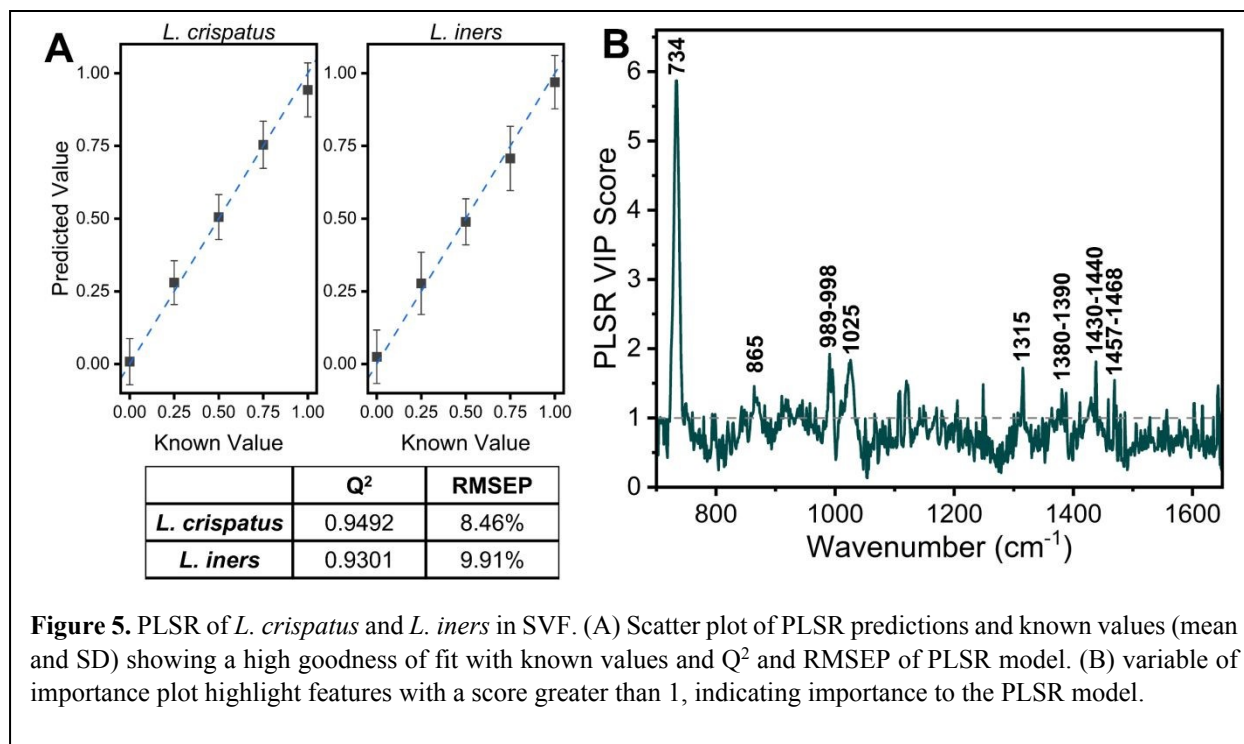 A
L. crispatus
L. iners
Predicted Value
1.00
0.75
0.50
0.25
0.00
1.00
0.75
0.50
0.25
0.00
0.00 0.25 0.50 0.75 1.00
0.00 0.25 0.50 0.75 1.00
Known Value
Known Value
Q² RMSEP
L. crispatus 0.9492 8.46%
L. iners 0.9301 9.91%
B
PLSR VIP Score
6
5
4
3
2
1
0
734
865
989-998
1025
1315
1380-1390
1430-1440
1457-1468
800 1000 1200 1400 1600
Wavenumber (cm⁻¹)
Figure 5. PLSR of L. crispatus and L. iners in SVF. (A) Scatter plot of PLSR predictions and known values (mean
and SD) showing a high goodness of fit with known values and Q² and RMSEP of PLSR model. (B) variable of
importance plot highlight features with a score greater than 1, indicating importance to the PLSR model.